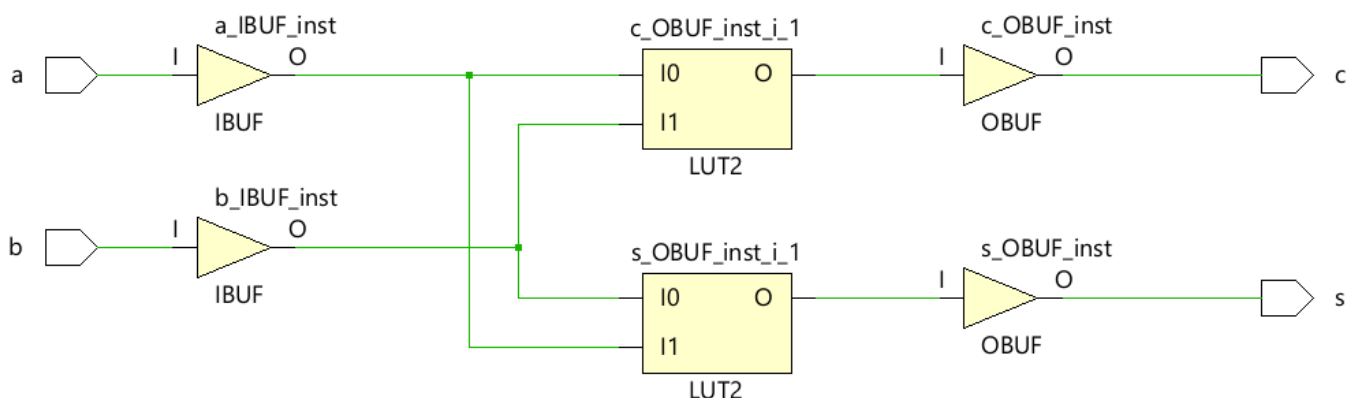 a_IBUF_inst
c_OBUF_inst_i_1
c_OBUF_inst
a
I
O
I0
O
I
O
c
IBUF
I1
OBUF
LUT2
b_IBUF_inst
b
I
O
s_OBUF_inst_i_1
s_OBUF_inst
IBUF
I0
O
I
O
s
I1
OBUF
LUT2